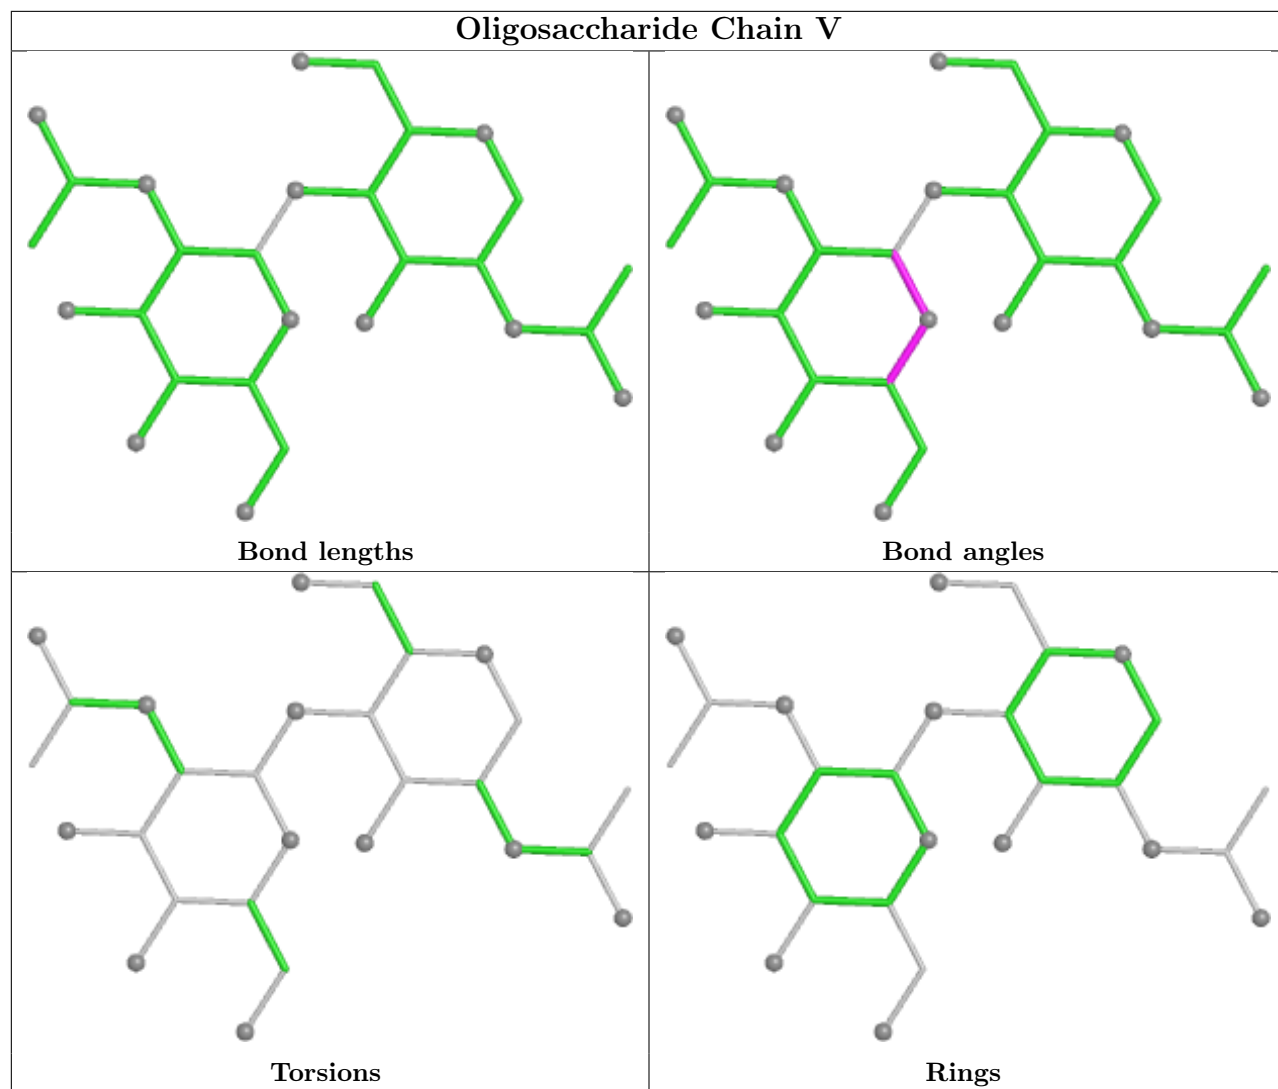 Oligosaccharide Chain V
Bond lengths
Bond angles
Torsions
Rings